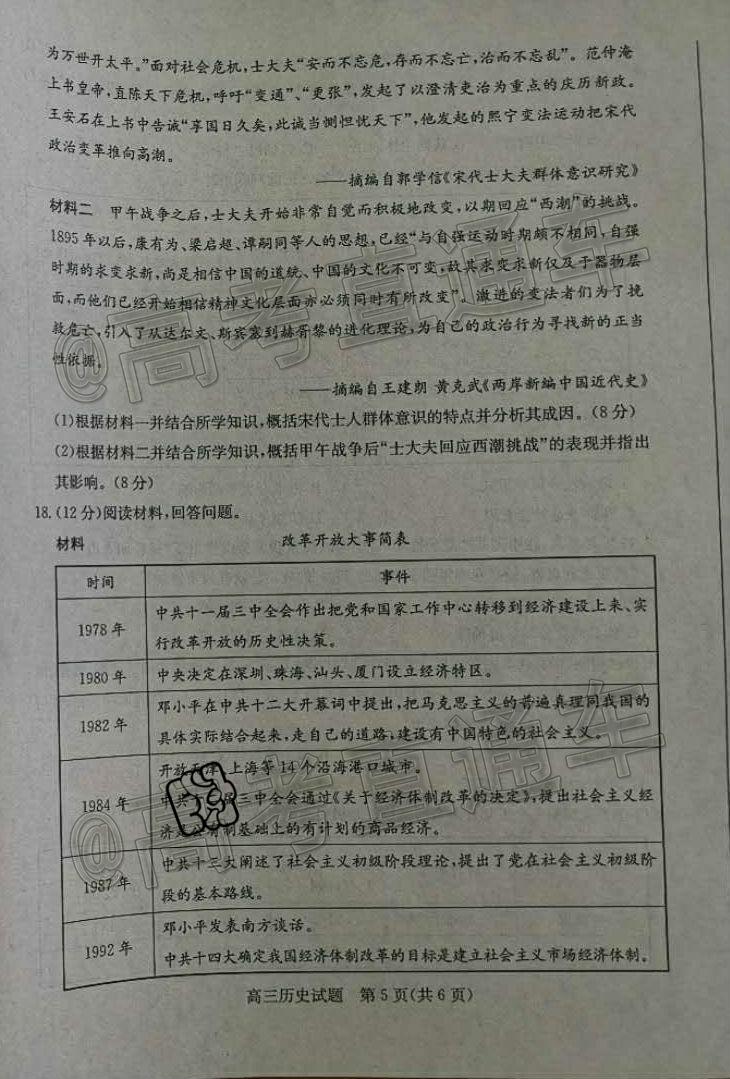 为万世开太平。”面对社会危机,士大夫“安而不忘危,存而不忘亡,治而不忘乱”。范仲淹
上书皇帝,直陈天下危机,呼吁“变通”、“更张”,发起了以澄清吏治为重点的庆历新政。
王安石在上书中告诫“享国日久矣,此诚当恻怛忧天下”,他发起的熙宁变法运动把宋代
政治变革推向高潮。
——摘编自郭学信《宋代士大夫群体意识研究》
材料二 甲午战争之后,士大夫开始非常自觉而积极地改变,以期回应“西潮”的挑战。
1895年以后,康有为、梁启超、谭嗣同等人的思想,已经“与自强运动时期颇不相同,自强
时期的求变求新,尚是相信中国的道统、中国的文化不可变,故其求变求新仅及于器物层
面,而他们已经开始相信精神文化层面亦必须同时有所改变”。激进的变法者们为了挽
救危亡,引入了从达尔文、斯宾塞到赫胥黎的进化理论,为自己的政治行为寻找新的正当
性依据。
——摘编自王建朗 黄克武《两岸新编中国近代史》
(1)根据材料一并结合所学知识,概括宋代士人群体意识的特点并分析其成因。(8分)
(2)根据材料二并结合所学知识,概括甲午战争后“士大夫回应西潮挑战”的表现并指出
其影响。(8分)
18.(12分)阅读材料,回答问题。
材料 改革开放大事简表
时间 事件
1978年 中共十一届三中全会作出把党和国家工作中心转移到经济建设上来、实
行改革开放的历史性决策。
1980年 中央决定在深圳、珠海、汕头、厦门设立经济特区。
1982年 邓小平在中共十二大开幕词中提出,把马克思主义的普遍真理同我国的
具体实际结合起来,走自己的道路,建设有中国特色的社会主义。
1984年 开放天津、上海等14个沿海港口城市。
中共 届三中全会通过《关于经济体制改革的决定》,提出社会主义经
济是 有制基础上的有计划的商品经济。
1987年 中共十三大阐述了社会主义初级阶段理论,提出了党在社会主义初级阶
段的基本路线。
1992年 邓小平发表南方谈话。
中共十四大确定我国经济体制改革的目标是建立社会主义市场经济体制。
高三历史试题 第5页(共6页)
@高考直通车
@高考直通车